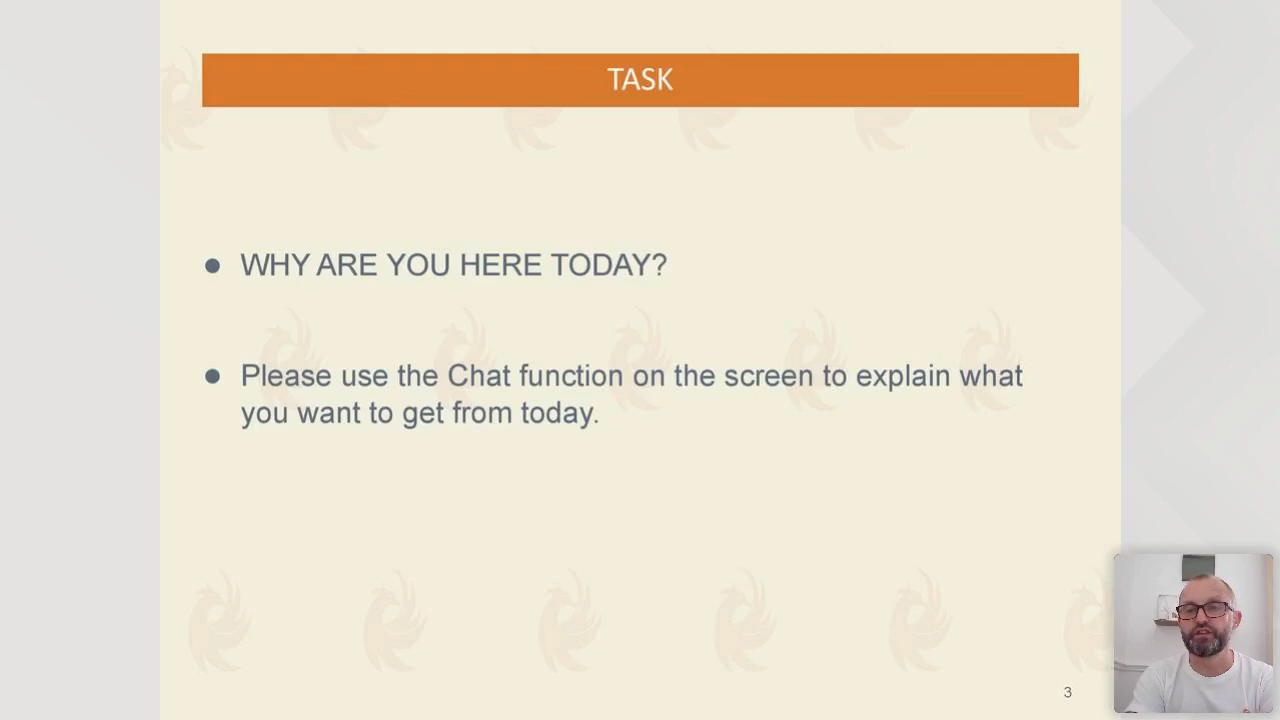 TASK
● WHY ARE YOU HERE TODAY?
● Please use the Chat function on the screen to explain what
you want to get from today.
3